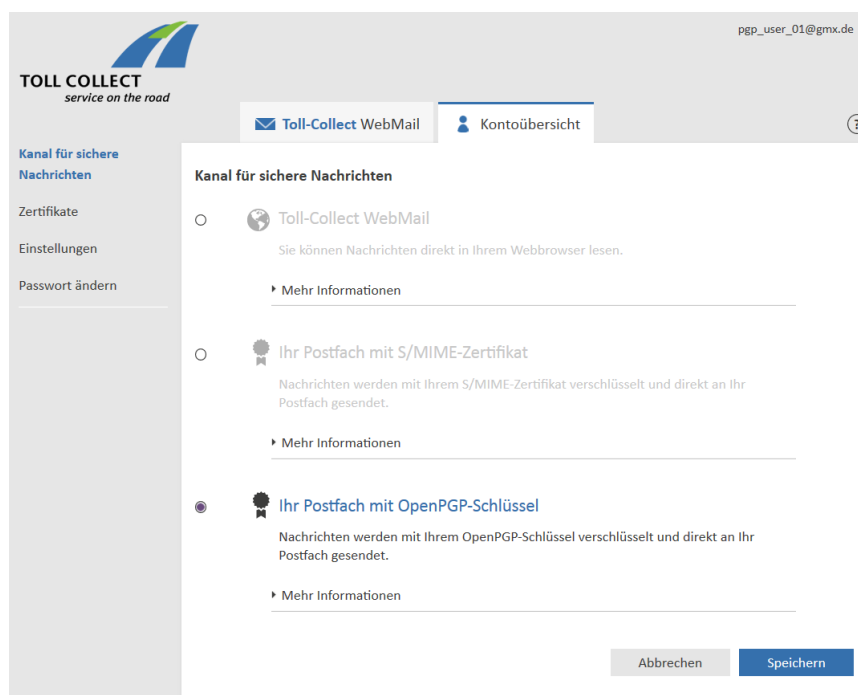 pgp_user_01@gmx.de
TOLL COLLECT
service on the road
Toll-Collect WebMail
Kontoübersicht
?
Kanal für sichere
Nachrichten
Zertifikate
Einstellungen
Passwort ändern
Kanal für sichere Nachrichten
Toll-Collect WebMail
Sie können Nachrichten direkt in Ihrem Webbrowser lesen.
Mehr Informationen
Ihr Postfach mit S/MIME-Zertifikat
Nachrichten werden mit Ihrem S/MIME-Zertifikat verschlüsselt und direkt an Ihr
Postfach gesendet.
Mehr Informationen
Ihr Postfach mit OpenPGP-Schlüssel
Nachrichten werden mit Ihrem OpenPGP-Schlüssel verschlüsselt und direkt an Ihr
Postfach gesendet.
Mehr Informationen
Abbrechen
Speichern